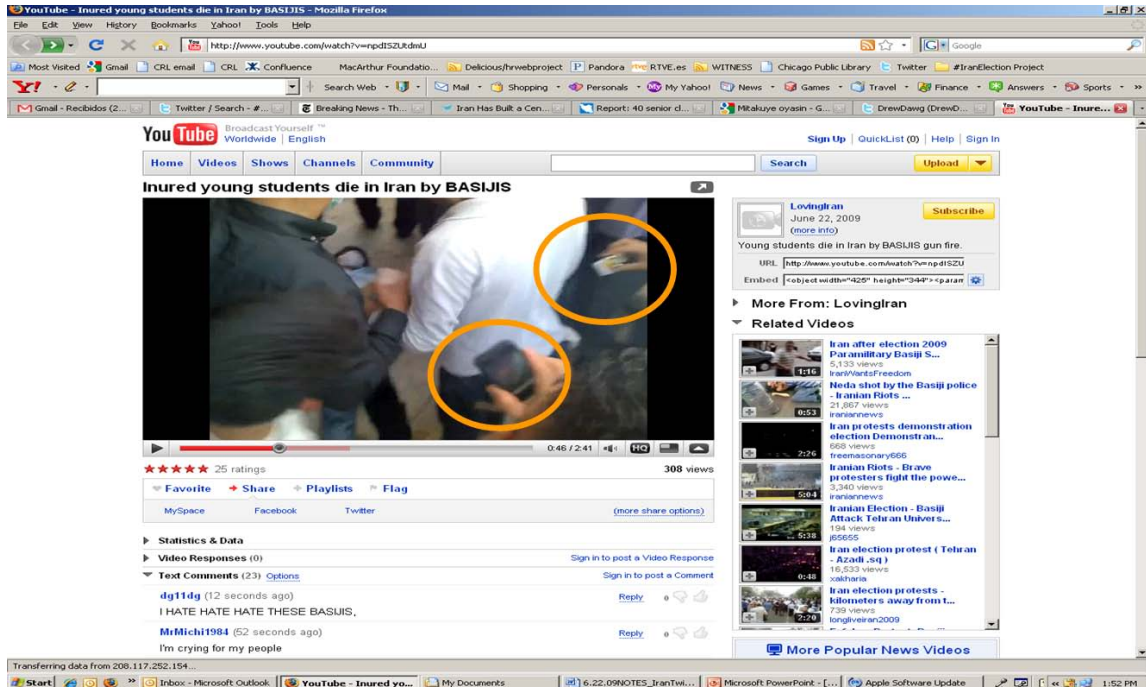 YouTube - Inured young students die in Iran by BASIJIS - Mozilla Firefox
File Edit View History Bookmarks Yahoo! Tools Help
http://www.youtube.com/watch?v=npdISZUtdmU
Google
Most Visited Gmail CRL email CRL Confluence MacArthur Foundatio... Delicious/hrwebproject Pandora RTVE.es WITNESS Chicago Public Library Twitter #IranElection Project
Y! Search Web Mail Shopping Personals My Yahoo! News Games Travel Finance Answers Sports
Gmail - Recibidos (2... Twitter / Search - #... Breaking News - Th... Iran Has Built a Cen... Report: 40 senior cl... Mitakuye oyasin - G... DrewDawg (DrewD... YouTube - Inure...
YouTube Broadcast Yourself ™
Worldwide | English
Sign Up | QuickList (0) | Help | Sign In
Home Videos Shows Channels Community Search Upload
Inured young students die in Iran by BASIJIS
0:46 / 2:41 HQ
25 ratings 308 views
Favorite Share Playlists Flag
MySpace Facebook Twitter (more share options)
Statistics & Data
Video Responses (0) Sign in to post a Video Response
Text Comments (23) Options Sign in to post a Comment
dg11dg (12 seconds ago) Reply 0
I HATE HATE HATE THESE BASIJIS,
MrMichi1984 (52 seconds ago) Reply 0
I'm crying for my people
LovingIran Subscribe
June 22, 2009
(more info)
Young students die in Iran by BASIJIS gun fire.
URL http://www.youtube.com/watch?v=npdISZU
Embed <object width="425" height="344"><param
More From: LovingIran
Related Videos
Iran after election 2009
Paramilitary Basiji S...
5,133 views
1:16
IranWantsFreedom
Neda shot by the Basiji police
- Iranian Riots ...
21,867 views
0:53
iraniannews
Iran protests demonstration
election Demonstran...
668 views
2:26
freemasonary666
Iranian Riots - Brave
protesters fight the powe...
3,340 views
5:04
iraniannews
Iranian Election - Basiji
Attack Tehran Univers...
194 views
5:38
j65655
Iran election protest ( Tehran
- Azadi .sq )
16,533 views
0:48
xakharia
Iran election protests -
kilometers away from t...
739 views
2:20
longliveiran2009
More Popular News Videos
Transferring data from 208.117.252.154...
Start Inbox - Microsoft Outlook YouTube - Inured yo... My Documents 6.22.09NOTES_IranTwi... Microsoft PowerPoint - [... Apple Software Update 1:52 PM